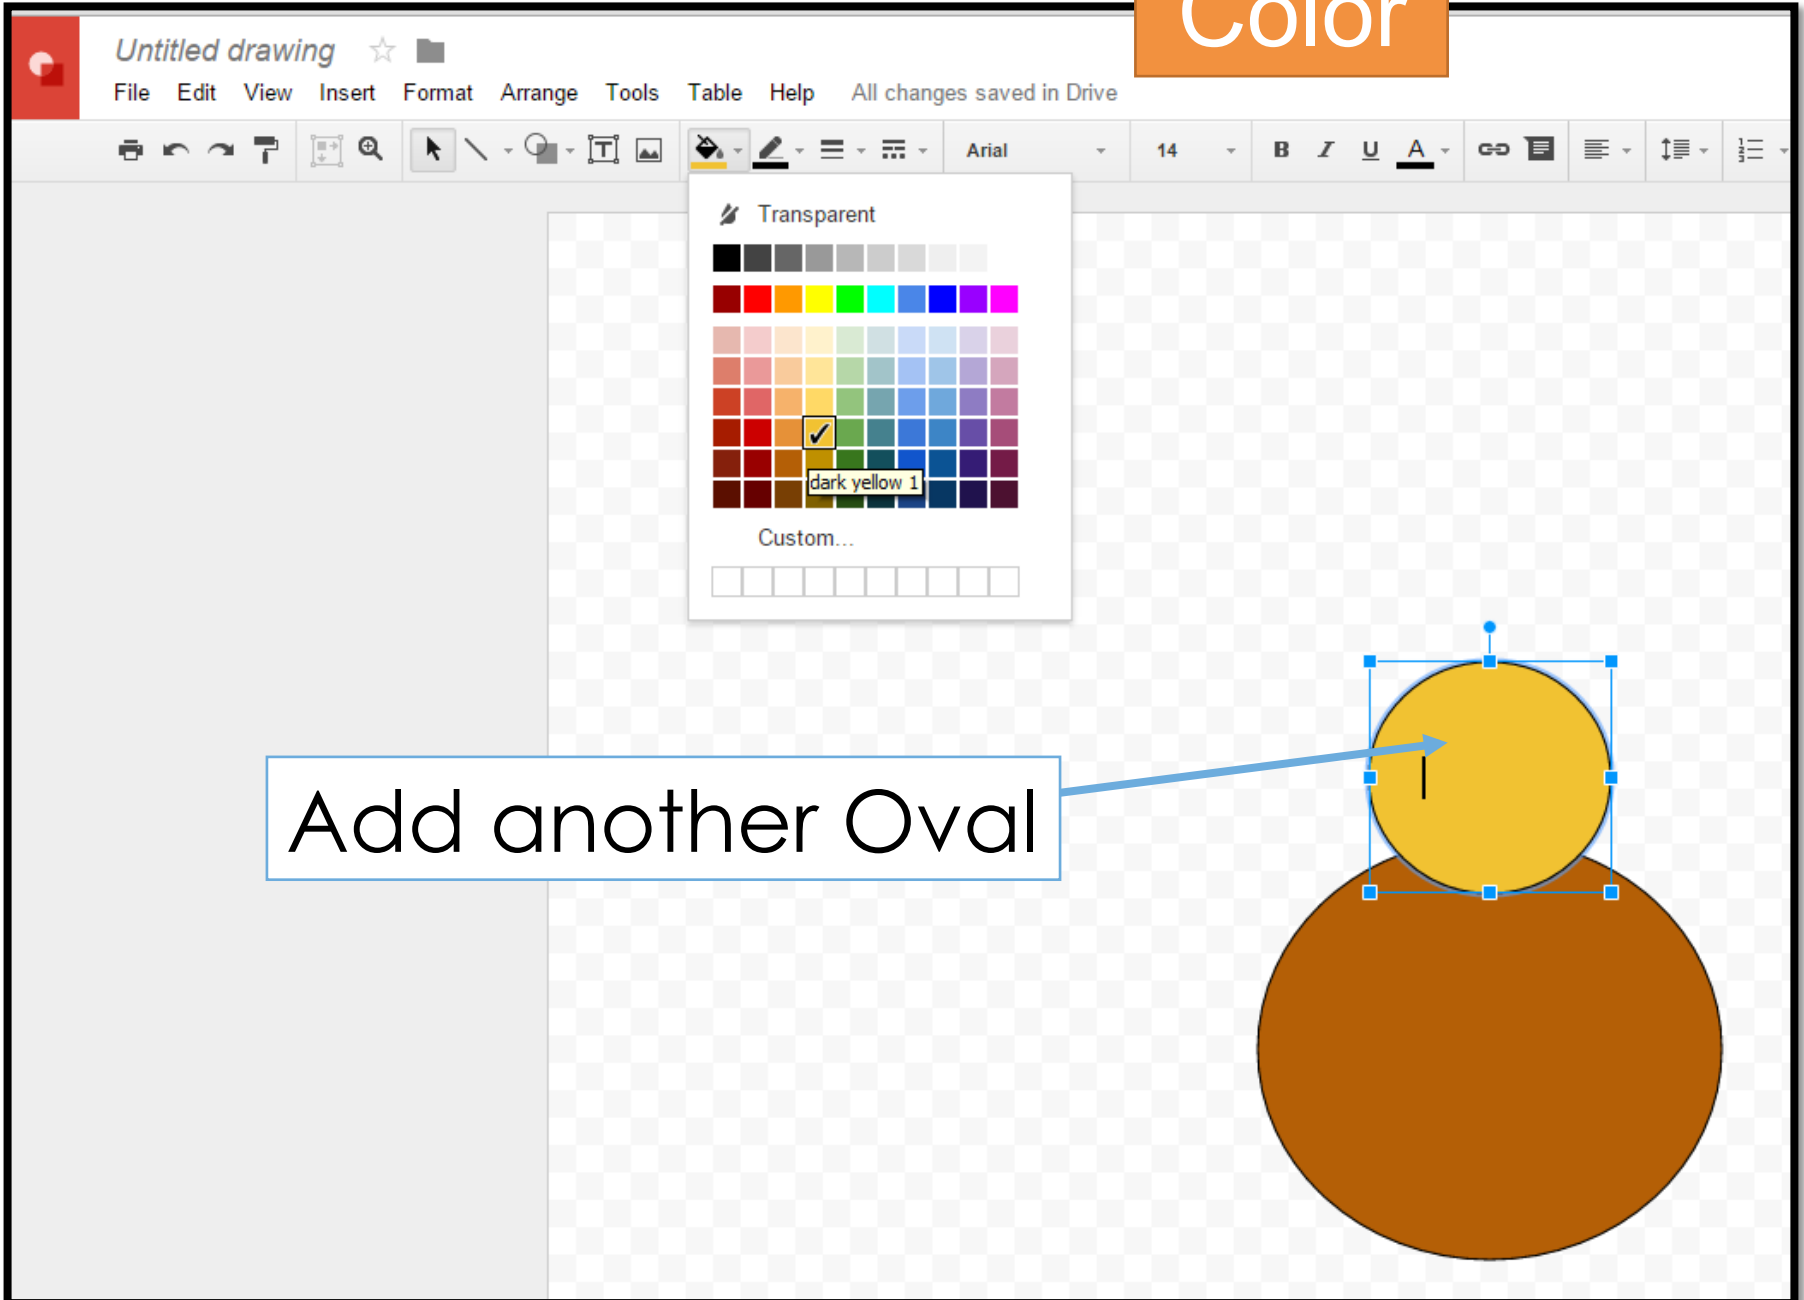 Color
Untitled drawing
File Edit View Insert Format Arrange Tools Table Help All changes saved in Drive
Arial 14 B I U A
Transparent
dark yellow 1
Custom...
Add another Oval